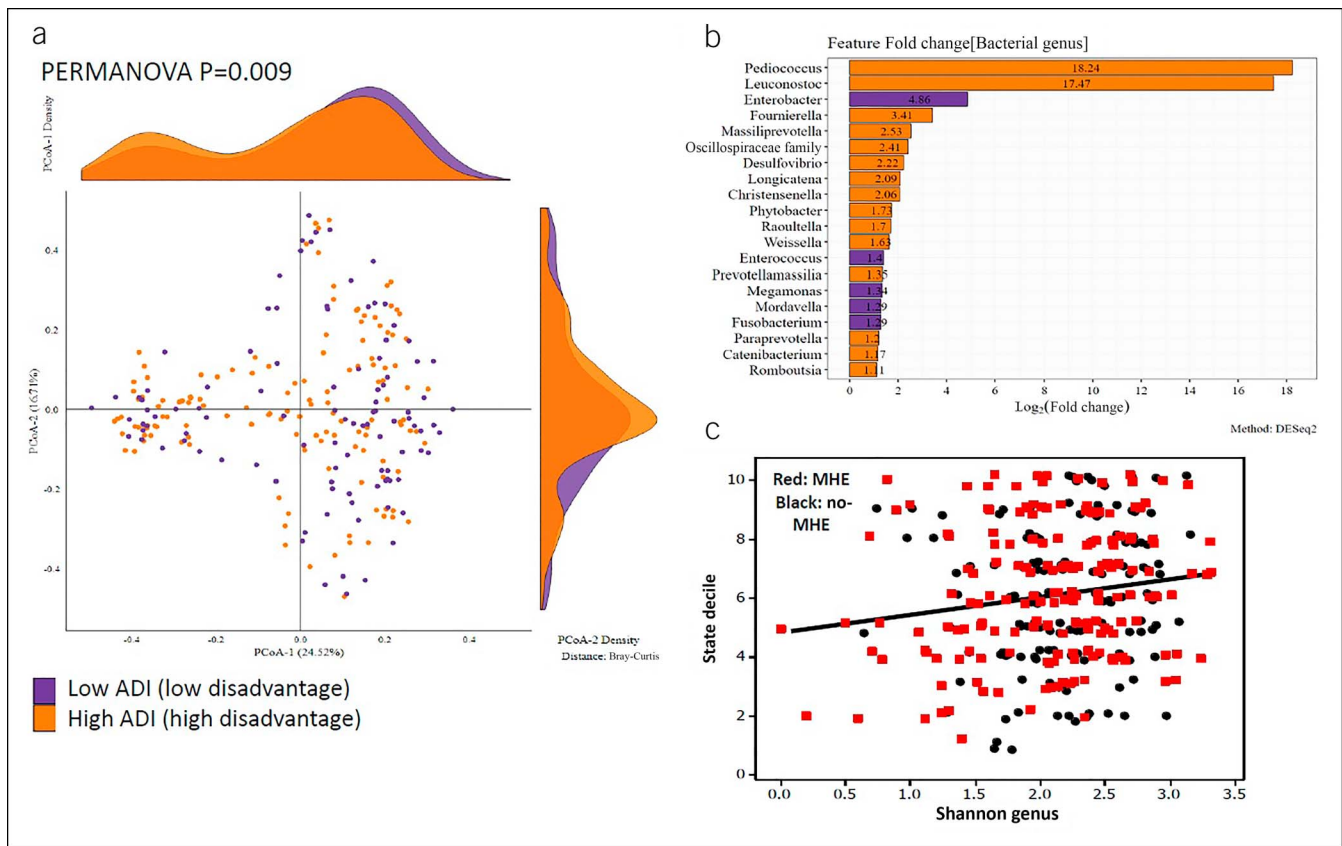 a
PERMANOVA P=0.009
PCoA-1 Density
PCoA-2 (16.71%)
0.4
0.2
0.0
-0.2
-0.4
-0.4
-0.2
0.0
0.2
0.4
PCoA-1 (24.52%)
PCoA-2 Density
Distance: Bray-Curtis
Low ADI (low disadvantage)
High ADI (high disadvantage)
b
Feature Fold change[Bacterial genus]
Pediococcus 18.24
Leuconostoc 17.47
Enterobacter 4.86
Fournierella 3.41
Massiliprevotella 2.53
Oscillospiraceae family 2.41
Desulfovibrio 2.22
Longicatena 2.09
Christensenella 2.06
Phytobacter 1.73
Raoultella 1.7
Weissella 1.63
Enterococcus 1.4
Prevotellamassilia 1.35
Megamonas 1.34
Mordavella 1.29
Fusobacterium 1.29
Paraprevotella 1.2
Catenibacterium 1.17
Romboutsia 1.11
0 2 4 6 8 10 12 14 16 18
Log2(Fold change)
Method: DESeq2
c
Red: MHE
Black: no-
MHE
State decile
10
8
6
4
2
0
0.0 0.5 1.0 1.5 2.0 2.5 3.0 3.5
Shannon genus